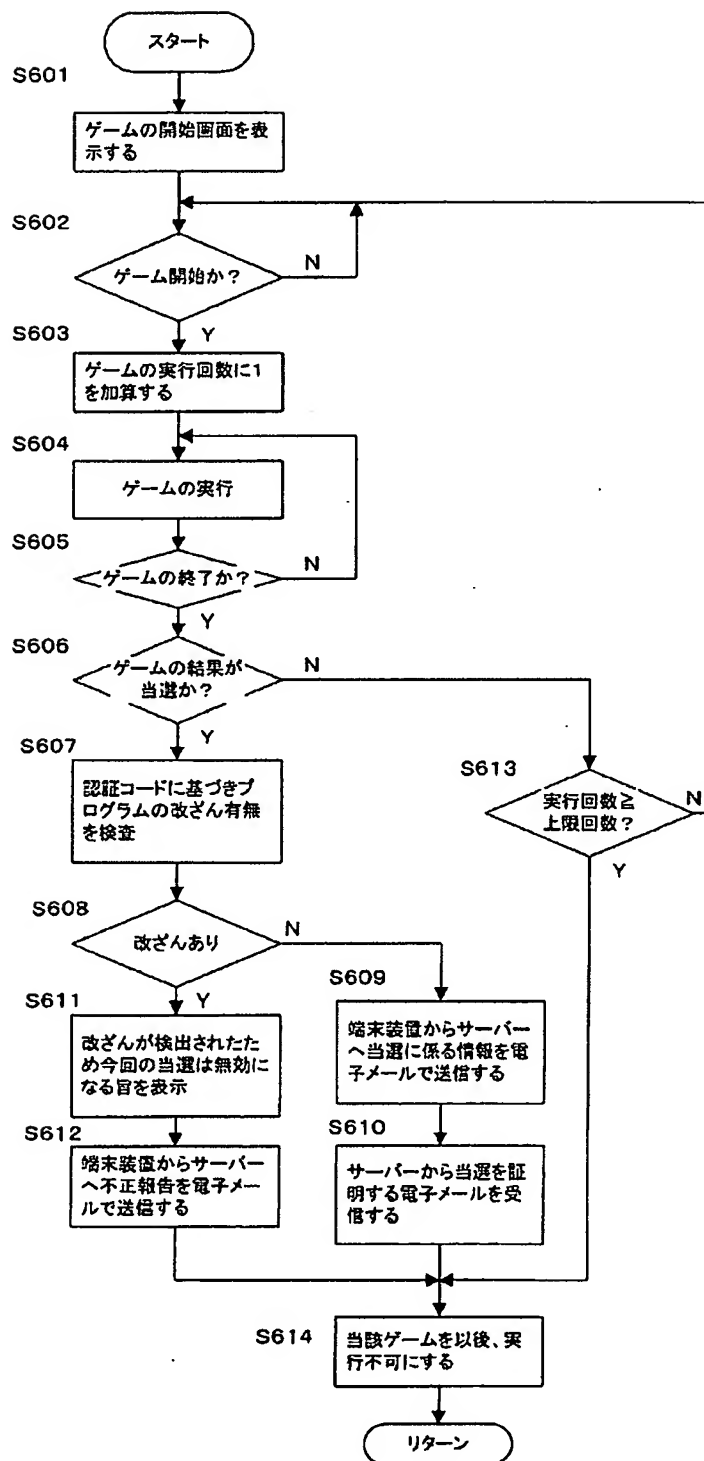 スタート
S601
ゲームの開始画面を表
示する
S602
ゲーム開始か?
N
Y
S603
ゲームの実行回数に1
を加算する
S604
ゲームの実行
S605
ゲームの終了か?
N
Y
S606
ゲームの結果が
当選か?
N
Y
S607
認証コードに基づきプ
ログラムの改ざん有無
を検査
S613
実行回数≧
上限回数?
N
Y
S608
改ざんあり
N
Y
S609
端末装置からサーバー
へ当選に係る情報を電
子メールで送信する
S611
改ざんが検出されたた
め今回の当選は無効に
なる旨を表示
S610
サーバーから当選を証
明する電子メールを受
信する
S612
端末装置からサーバー
へ不正報告を電子メー
ルで送信する
S614
当該ゲームを以後、実
行不可にする
リターン